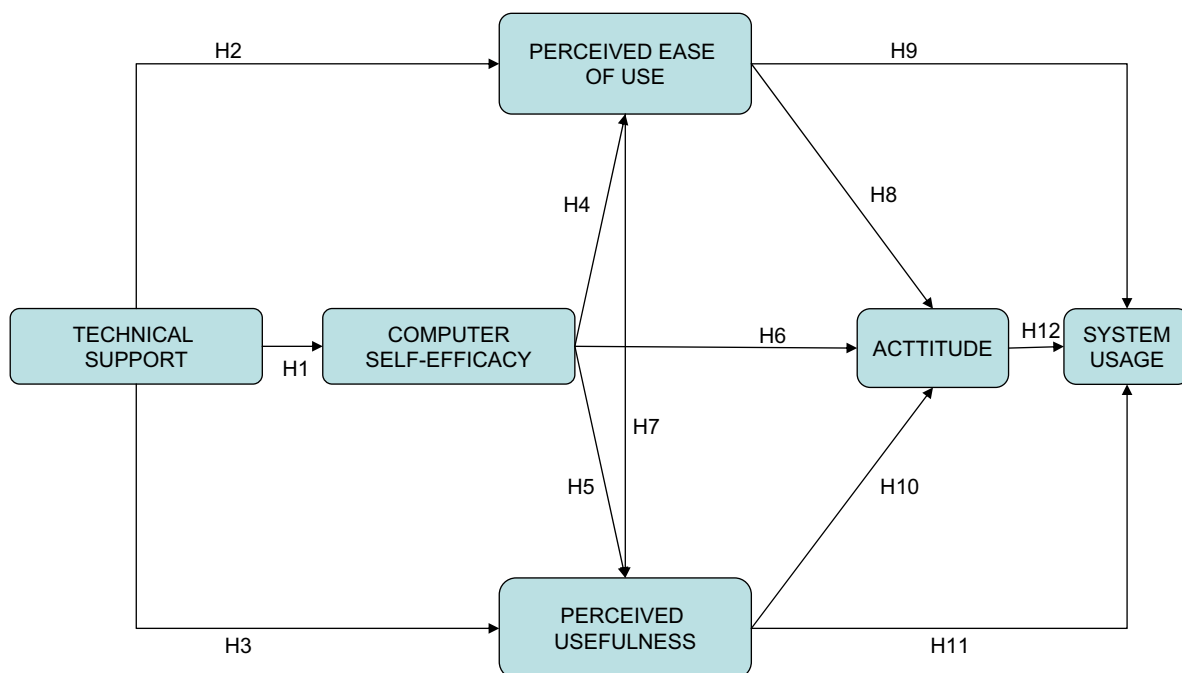 H2
PERCEIVED EASE
OF USE
H9
H4
H8
TECHNICAL
SUPPORT
H1
COMPUTER
SELF-EFFICACY
H6
ACTTITUDE
H12
SYSTEM
USAGE
H7
H5
H10
H3
PERCEIVED
USEFULNESS
H11